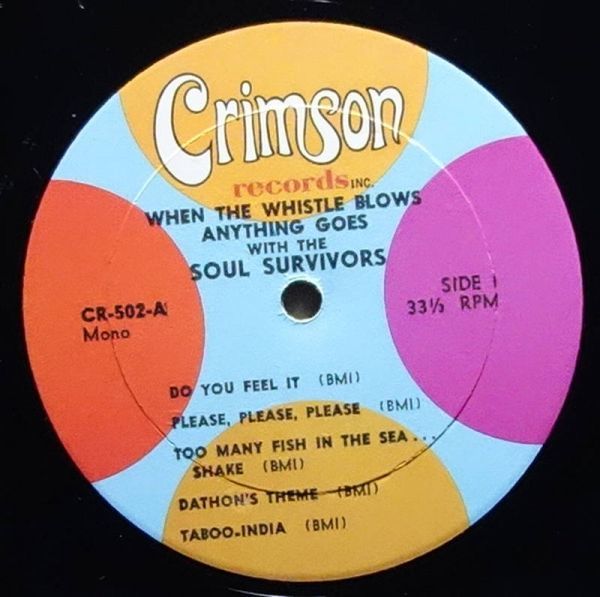 Crimson
records INC.
WHEN THE WHISTLE BLOWS
ANYTHING GOES
WITH THE
SOUL SURVIVORS
CR-502-A
Mono
SIDE 1
33⅓ RPM
DO YOU FEEL IT (BMI)
PLEASE, PLEASE, PLEASE (BMI)
TOO MANY FISH IN THE SEA...
SHAKE (BMI)
DATHON'S THEME (BMI)
TABOO-INDIA (BMI)